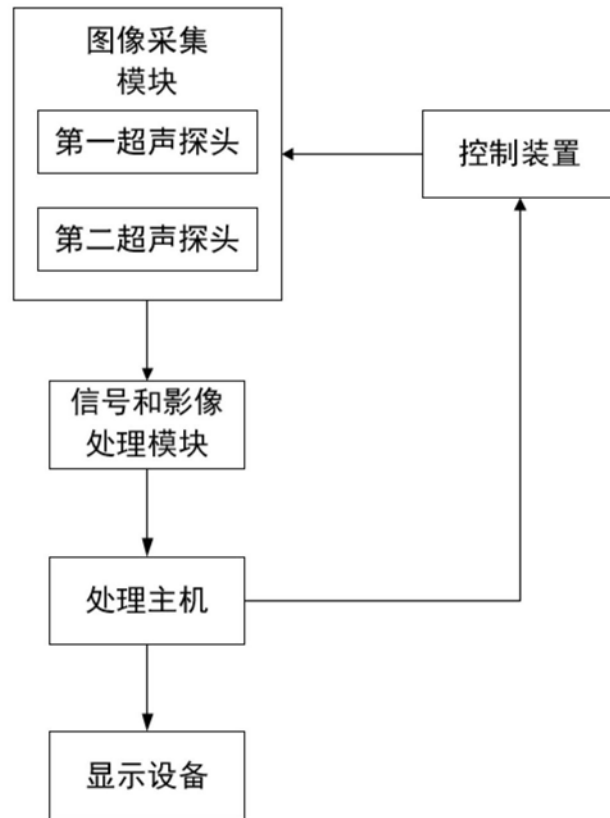 图像采集
模块
第一超声探头
第二超声探头
控制装置
信号和影像
处理模块
处理主机
显示设备